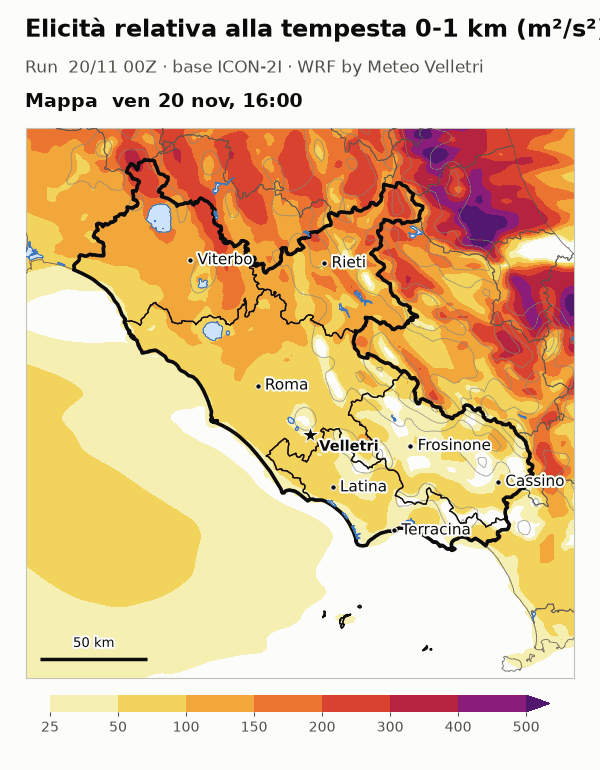 Elicità relativa alla tempesta 0-1 km (m²/s²)
Run  20/11 00Z · base ICON-2I · WRF by Meteo Velletri
Mappa  ven 20 nov, 16:00
Viterbo
Rieti
Roma
Velletri
Frosinone
Latina
Cassino
Terracina
50 km
25 50 100 150 200 300 400 500